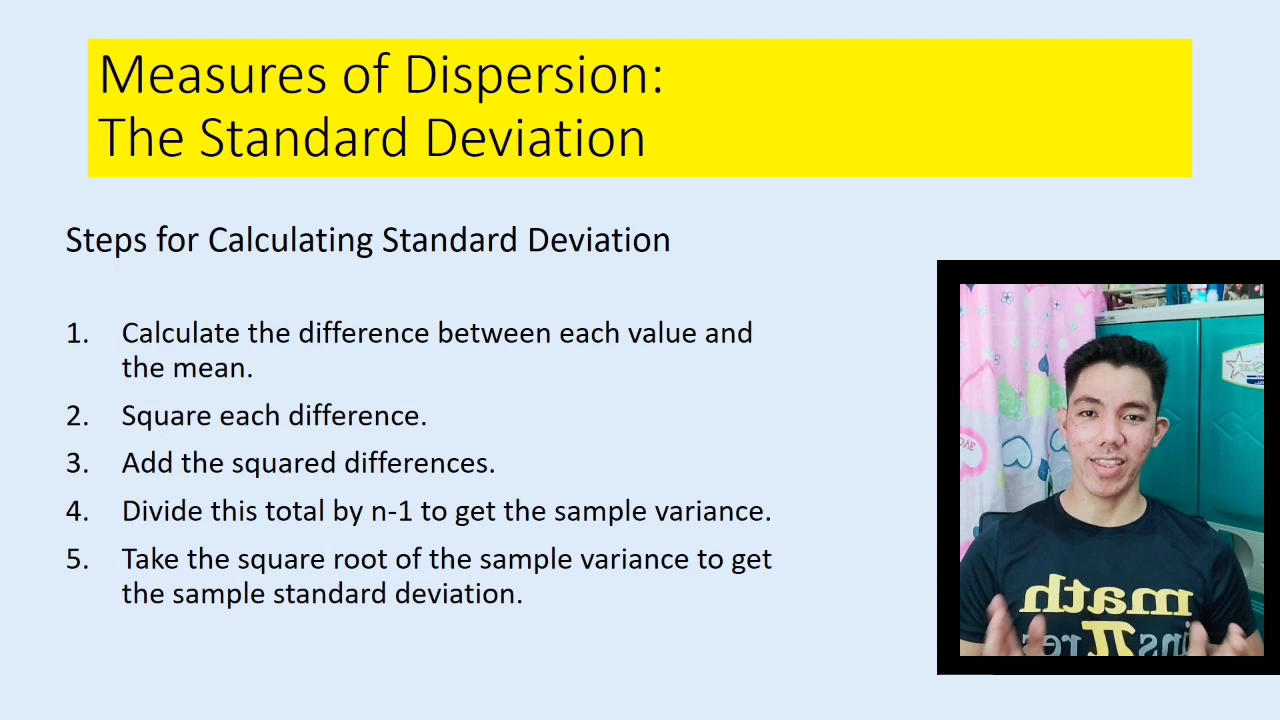 Measures of Dispersion:
The Standard Deviation
Steps for Calculating Standard Deviation
1. Calculate the difference between each value and
the mean.
2. Square each difference.
3. Add the squared differences.
4. Divide this total by n-1 to get the sample variance.
5. Take the square root of the sample variance to get
the sample standard deviation.
math
insπres